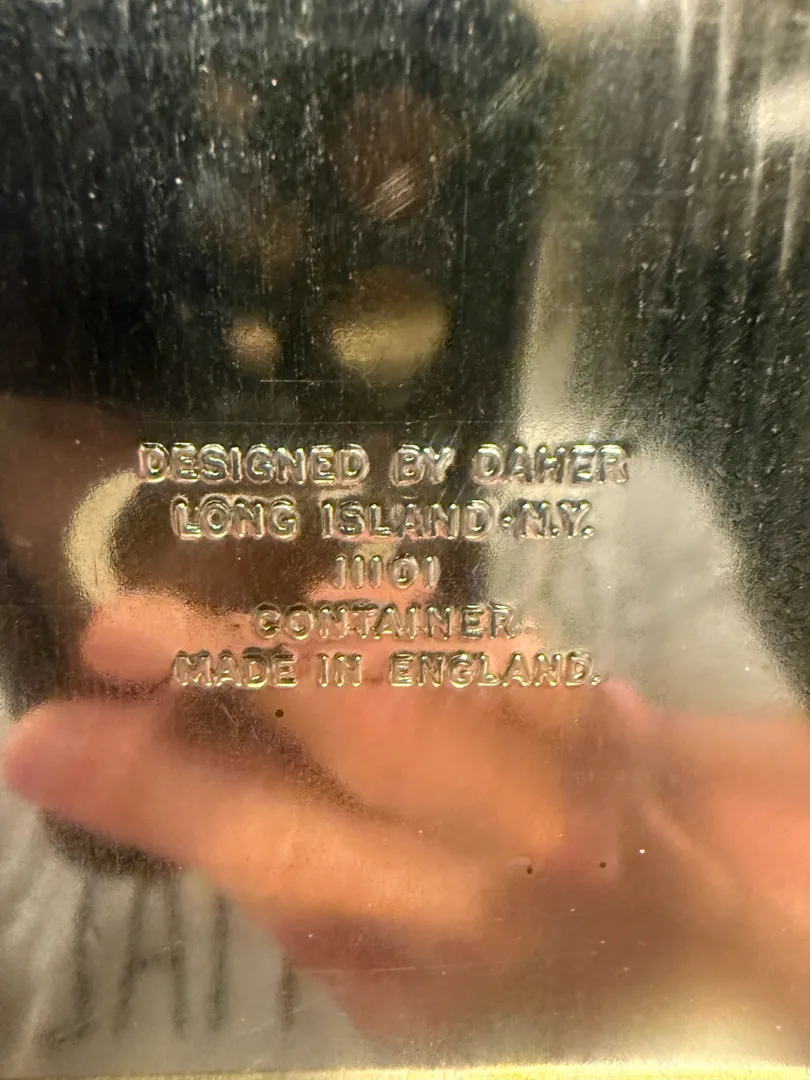 DESIGNED BY DAHER
LONG ISLAND·N.Y.
11101
CONTAINER
MADE IN ENGLAND.